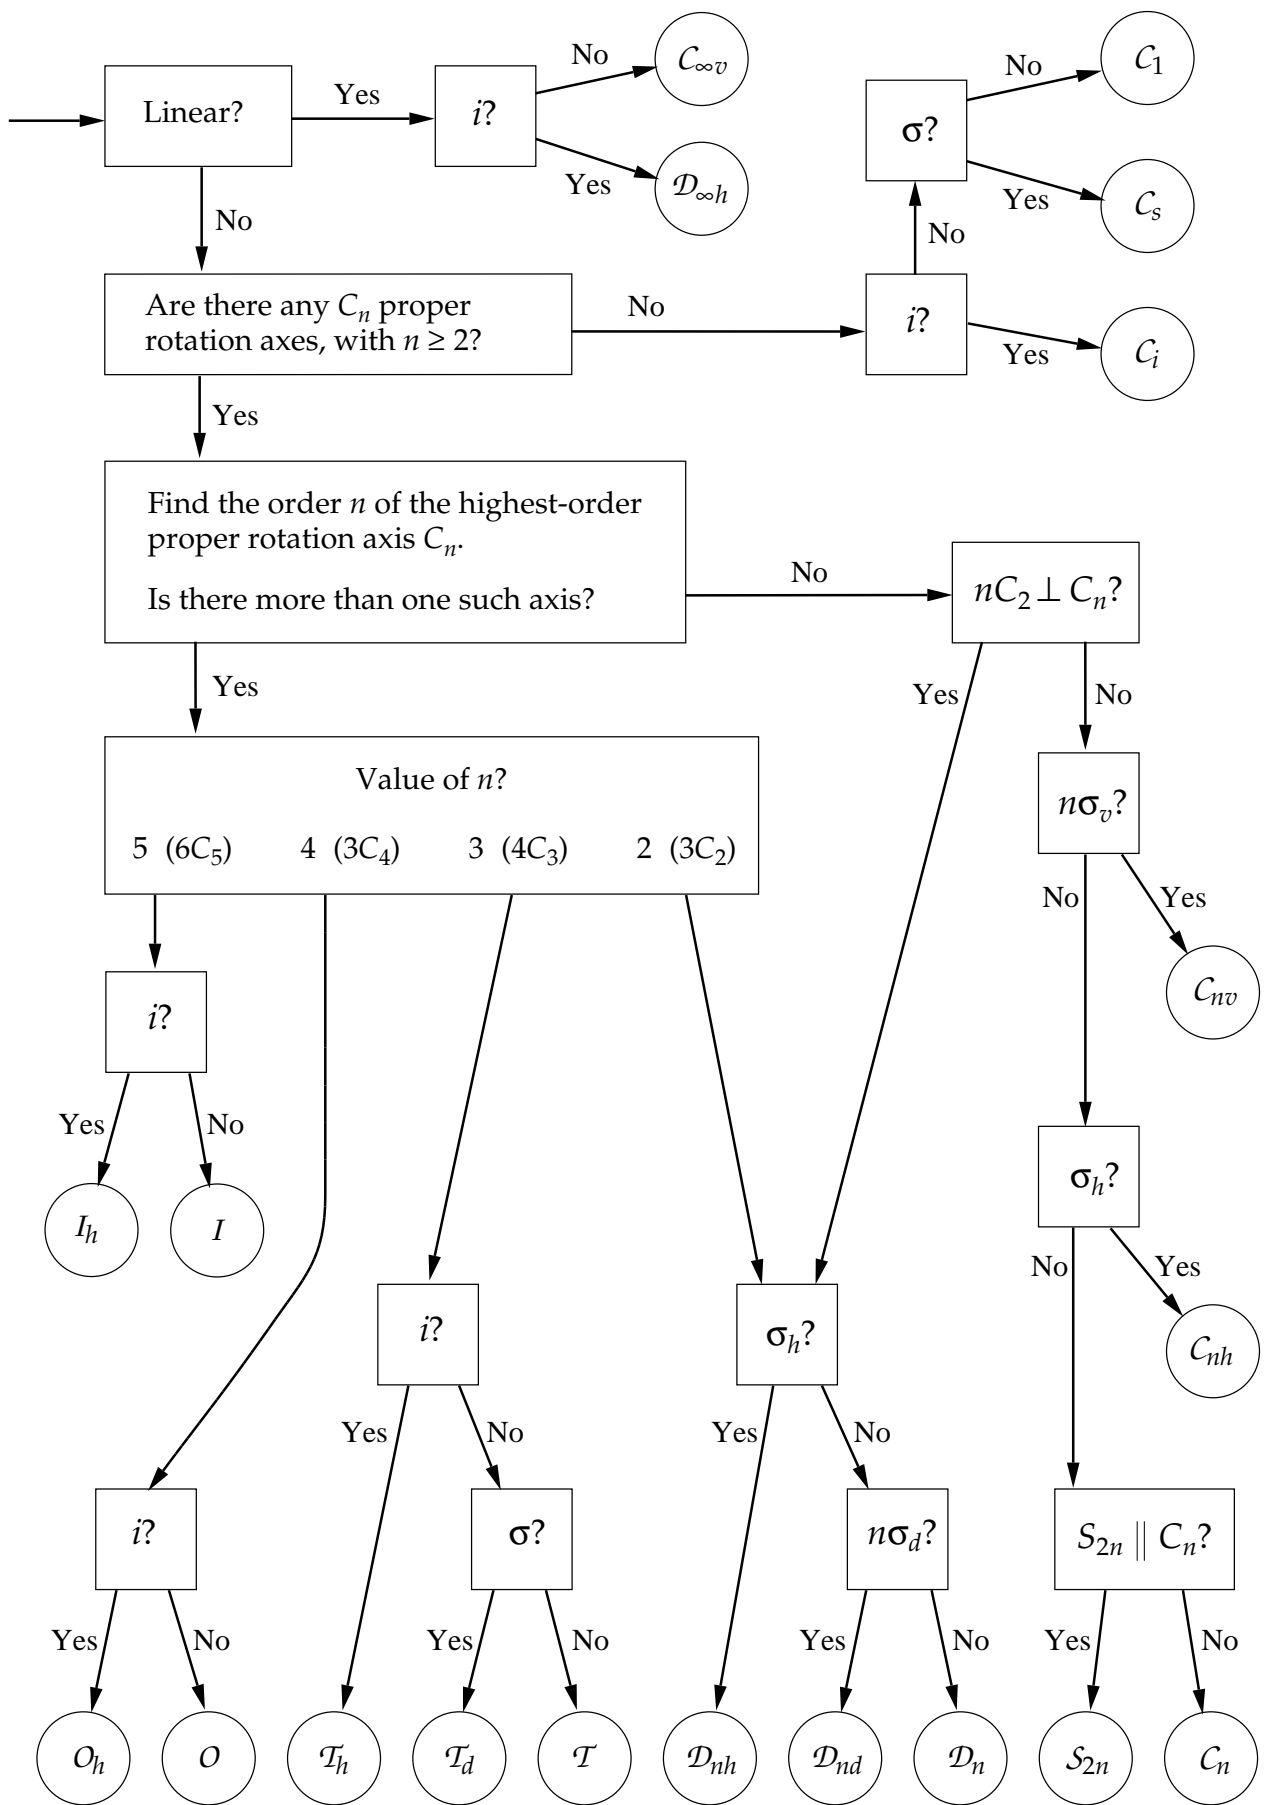 No
C∞v
Linear?
Yes
i?
Yes
D∞h
No
C1
σ?
Yes
Cs
No
No
Are there any Cn proper
rotation axes, with n ≥ 2?
No
i?
Yes
Ci
Yes
Find the order n of the highest-order
proper rotation axis Cn.
Is there more than one such axis?
No
nC2 ⊥ Cn?
Yes
Yes
No
Value of n?
5 (6C5) 4 (3C4) 3 (4C3) 2 (3C2)
nσv?
No
Yes
Cnv
i?
Yes
No
Ih
I
σh?
No
Yes
Cnh
i?
Yes
No
σh?
Yes
No
i?
Yes
No
σ?
Yes
No
nσd?
Yes
No
S2n || Cn?
Yes
No
Oh
O
Th
Td
T
Dnh
Dnd
Dn
S2n
Cn